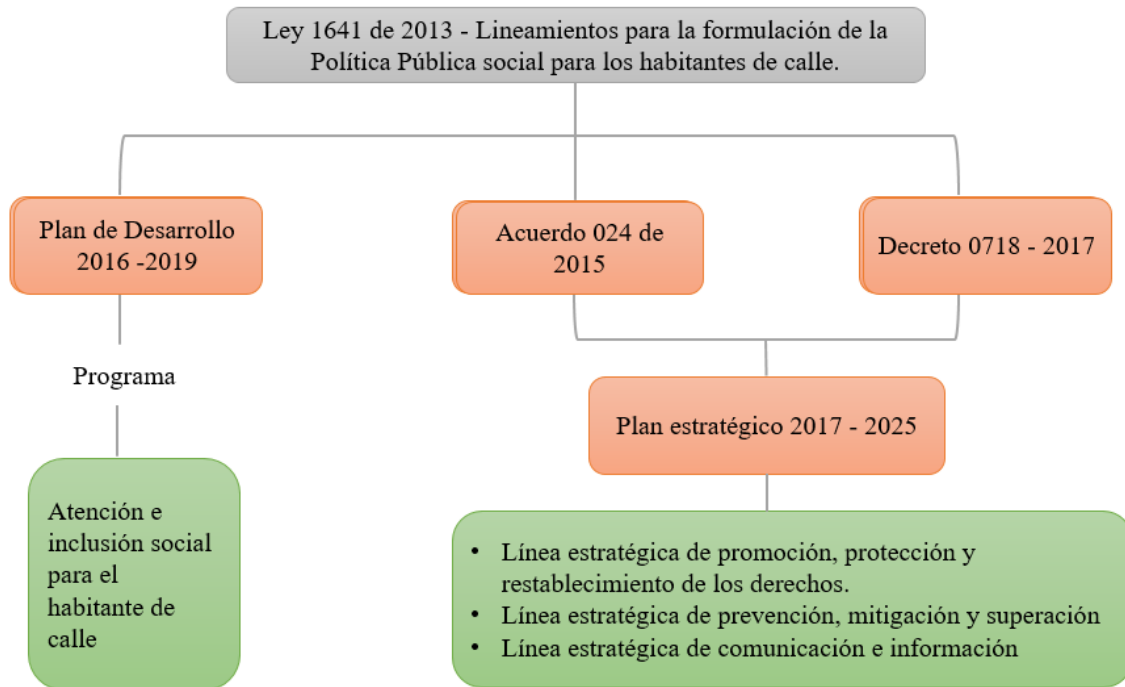 Ley 1641 de 2013 - Lineamientos para la formulación de la
Política Pública social para los habitantes de calle.
Plan de Desarrollo
2016 -2019
Acuerdo 024 de
2015
Decreto 0718 - 2017
Programa
Plan estratégico 2017 - 2025
Atención e
inclusión social
para el
habitante de
calle
• Línea estratégica de promoción, protección y
restablecimiento de los derechos.
• Línea estratégica de prevención, mitigación y superación
• Línea estratégica de comunicación e información